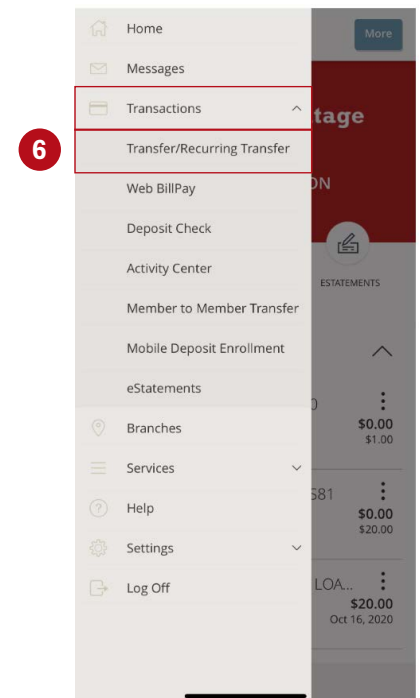 Home
More
Messages
Transactions
tage
6
Transfer/Recurring Transfer
Web BillPay
ON
Deposit Check
Activity Center
ESTATEMENTS
Member to Member Transfer
Mobile Deposit Enrollment
eStatements
0
$0.00
Branches
$1.00
Services
581
Help
$0.00
$20.00
Settings
Log Off
LOA...
$20.00
Oct 16, 2020